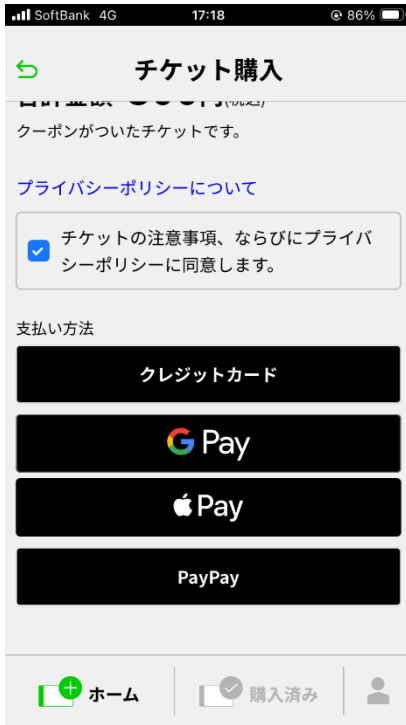 SoftBank 4G 17:18 86%
チケット購入
クーポンがついたチケットです。
プライバシーポリシーについて
チケットの注意事項、ならびにプライバ
シーポリシーに同意します。
支払い方法
クレジットカード
G Pay
Pay
PayPay
ホーム 購入済み